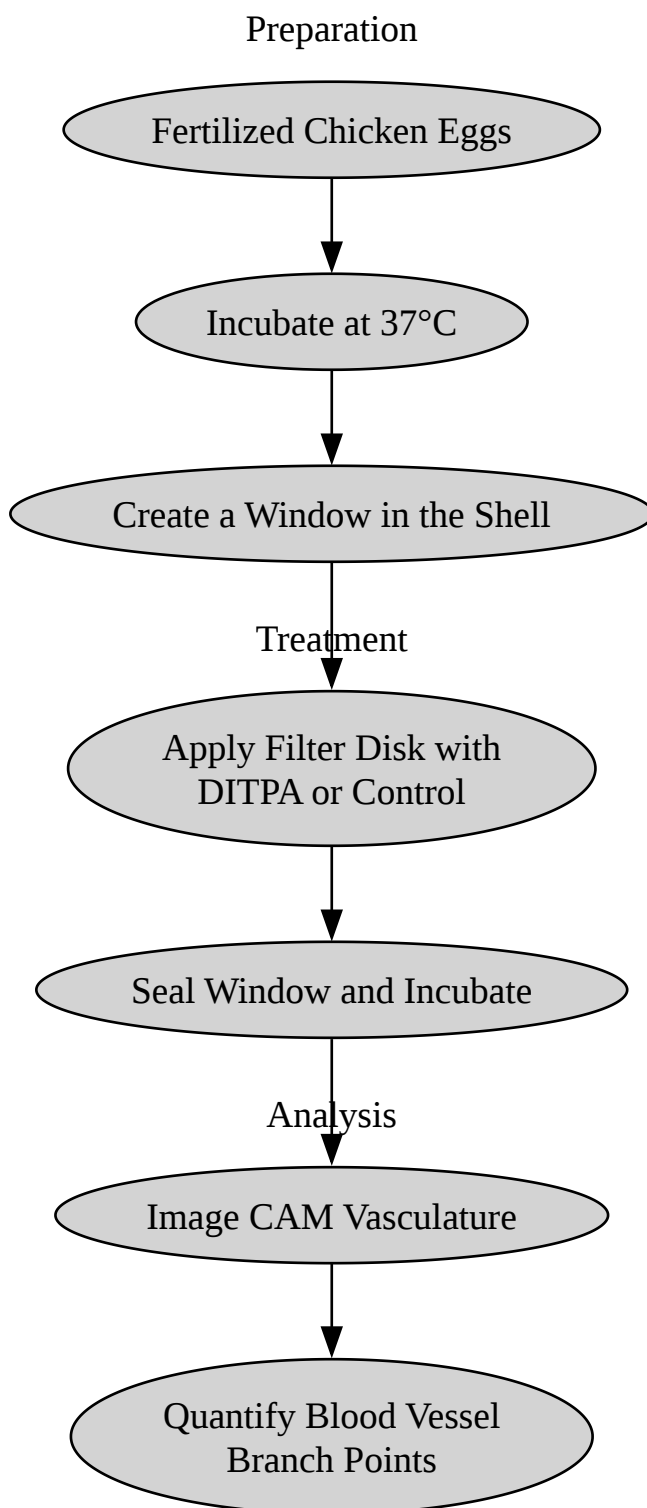 Preparation
Fertilized Chicken Eggs
Incubate at 37°C
Create a Window in the Shell
Treatment
Apply Filter Disk with
DITPA or Control
Seal Window and Incubate
Analysis
Image CAM Vasculature
Quantify Blood Vessel
Branch Points